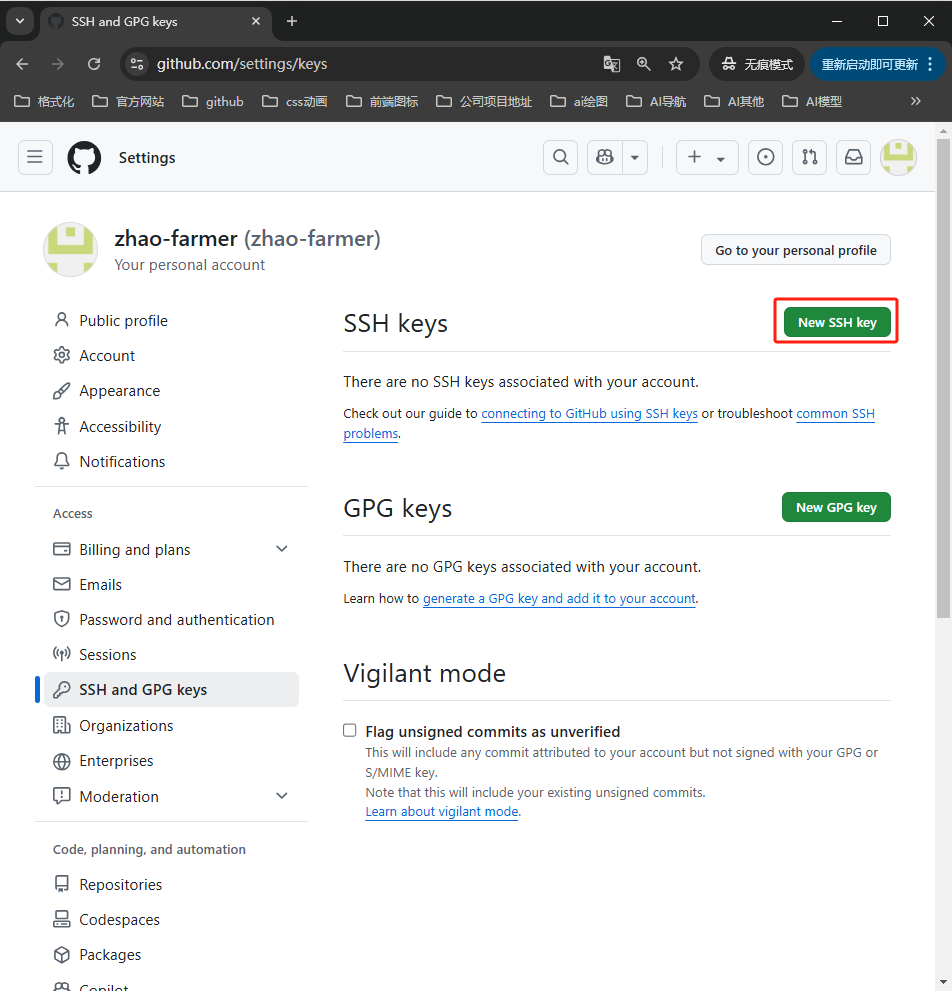 SSH and GPG keys
github.com/settings/keys
无痕模式
重新启动即可更新
格式化
官方网站
github
css动画
前端图标
公司项目地址
ai绘图
AI导航
AI其他
AI模型
Settings
zhao-farmer (zhao-farmer)
Your personal account
Go to your personal profile
Public profile
Account
Appearance
Accessibility
Notifications
Access
Billing and plans
Emails
Password and authentication
Sessions
SSH and GPG keys
Organizations
Enterprises
Moderation
Code, planning, and automation
Repositories
Codespaces
Packages
Copilot
SSH keys
New SSH key
There are no SSH keys associated with your account.
Check out our guide to connecting to GitHub using SSH keys or troubleshoot common SSH
problems.
GPG keys
New GPG key
There are no GPG keys associated with your account.
Learn how to generate a GPG key and add it to your account.
Vigilant mode
Flag unsigned commits as unverified
This will include any commit attributed to your account but not signed with your GPG or
S/MIME key.
Note that this will include your existing unsigned commits.
Learn about vigilant mode.